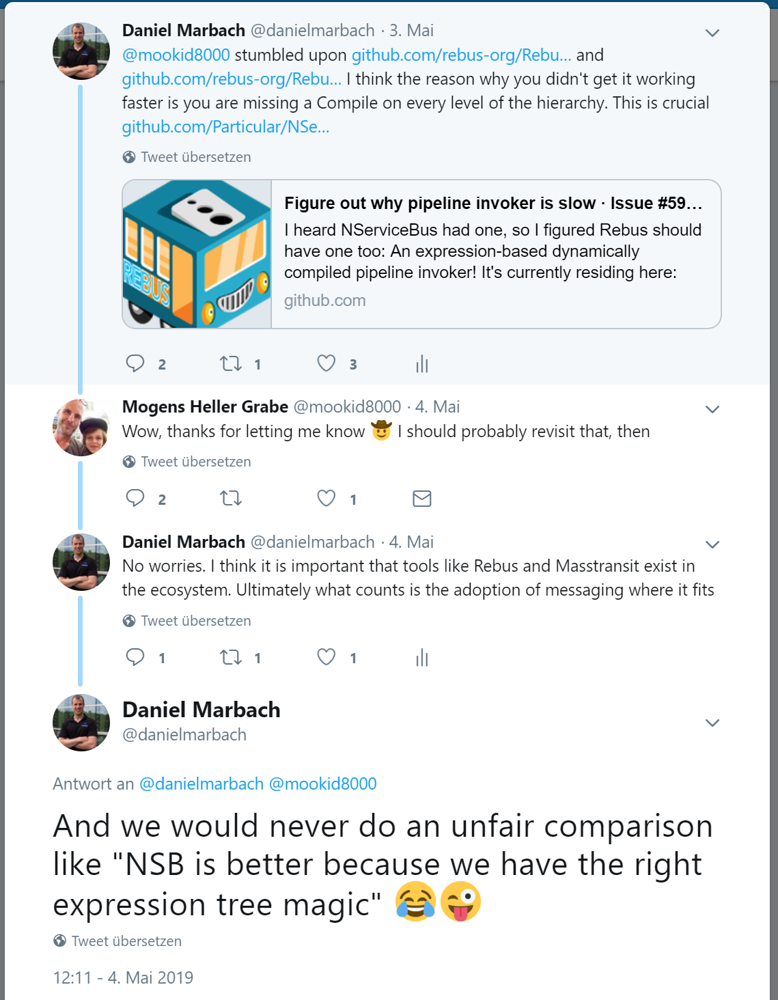 Daniel Marbach @danielmarbach · 3. Mai
@mookid8000 stumbled upon github.com/rebus-org/Rebu... and
github.com/rebus-org/Rebu... I think the reason why you didn't get it working
faster is you are missing a Compile on every level of the hierarchy. This is crucial
github.com/Particular/NSe...
Tweet übersetzen
REBUS
Figure out why pipeline invoker is slow · Issue #59...
I heard NServiceBus had one, so I figured Rebus should
have one too: An expression-based dynamically
compiled pipeline invoker! It's currently residing here:
github.com
2 1 3
Mogens Heller Grabe @mookid8000 · 4. Mai
Wow, thanks for letting me know 🤠 I should probably revisit that, then
Tweet übersetzen
2 1
Daniel Marbach @danielmarbach · 4. Mai
No worries. I think it is important that tools like Rebus and Masstransit exist in
the ecosystem. Ultimately what counts is the adoption of messaging where it fits
Tweet übersetzen
1 1 1
Daniel Marbach
@danielmarbach
Antwort an @danielmarbach @mookid8000
And we would never do an unfair comparison
like "NSB is better because we have the right
expression tree magic" 😂😜
Tweet übersetzen
12:11 - 4. Mai 2019